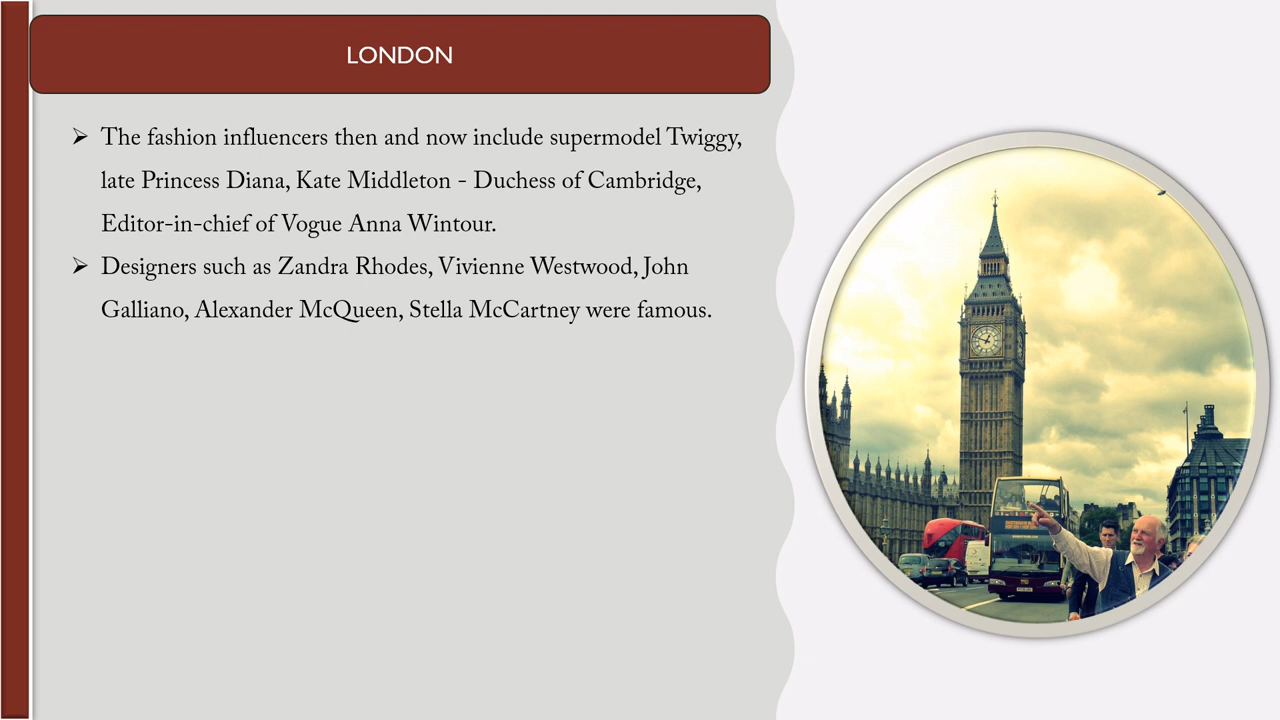 LONDON
➢ The fashion influencers then and now include supermodel Twiggy,
late Princess Diana, Kate Middleton - Duchess of Cambridge,
Editor-in-chief of Vogue Anna Wintour.
➢ Designers such as Zandra Rhodes, Vivienne Westwood, John
Galliano, Alexander McQueen, Stella McCartney were famous.